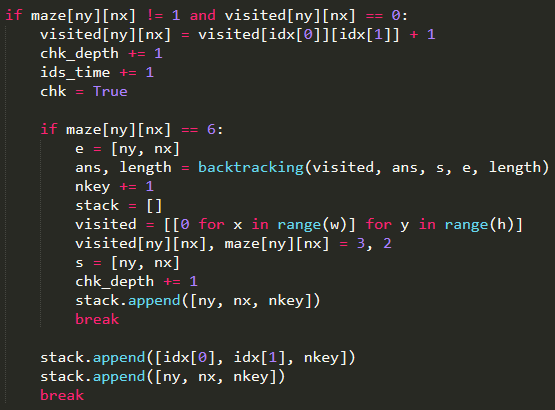 if maze[ny][nx] != 1 and visited[ny][nx] == 0:
    visited[ny][nx] = visited[idx[0]][idx[1]] + 1
    chk_depth += 1
    ids_time += 1
    chk = True

    if maze[ny][nx] == 6:
        e = [ny, nx]
        ans, length = backtracking(visited, ans, s, e, length)
        nkey += 1
        stack = []
        visited = [[0 for x in range(w)] for y in range(h)]
        visited[ny][nx], maze[ny][nx] = 3, 2
        s = [ny, nx]
        chk_depth += 1
        stack.append([ny, nx, nkey])
        break

    stack.append([idx[0], idx[1], nkey])
    stack.append([ny, nx, nkey])
    break